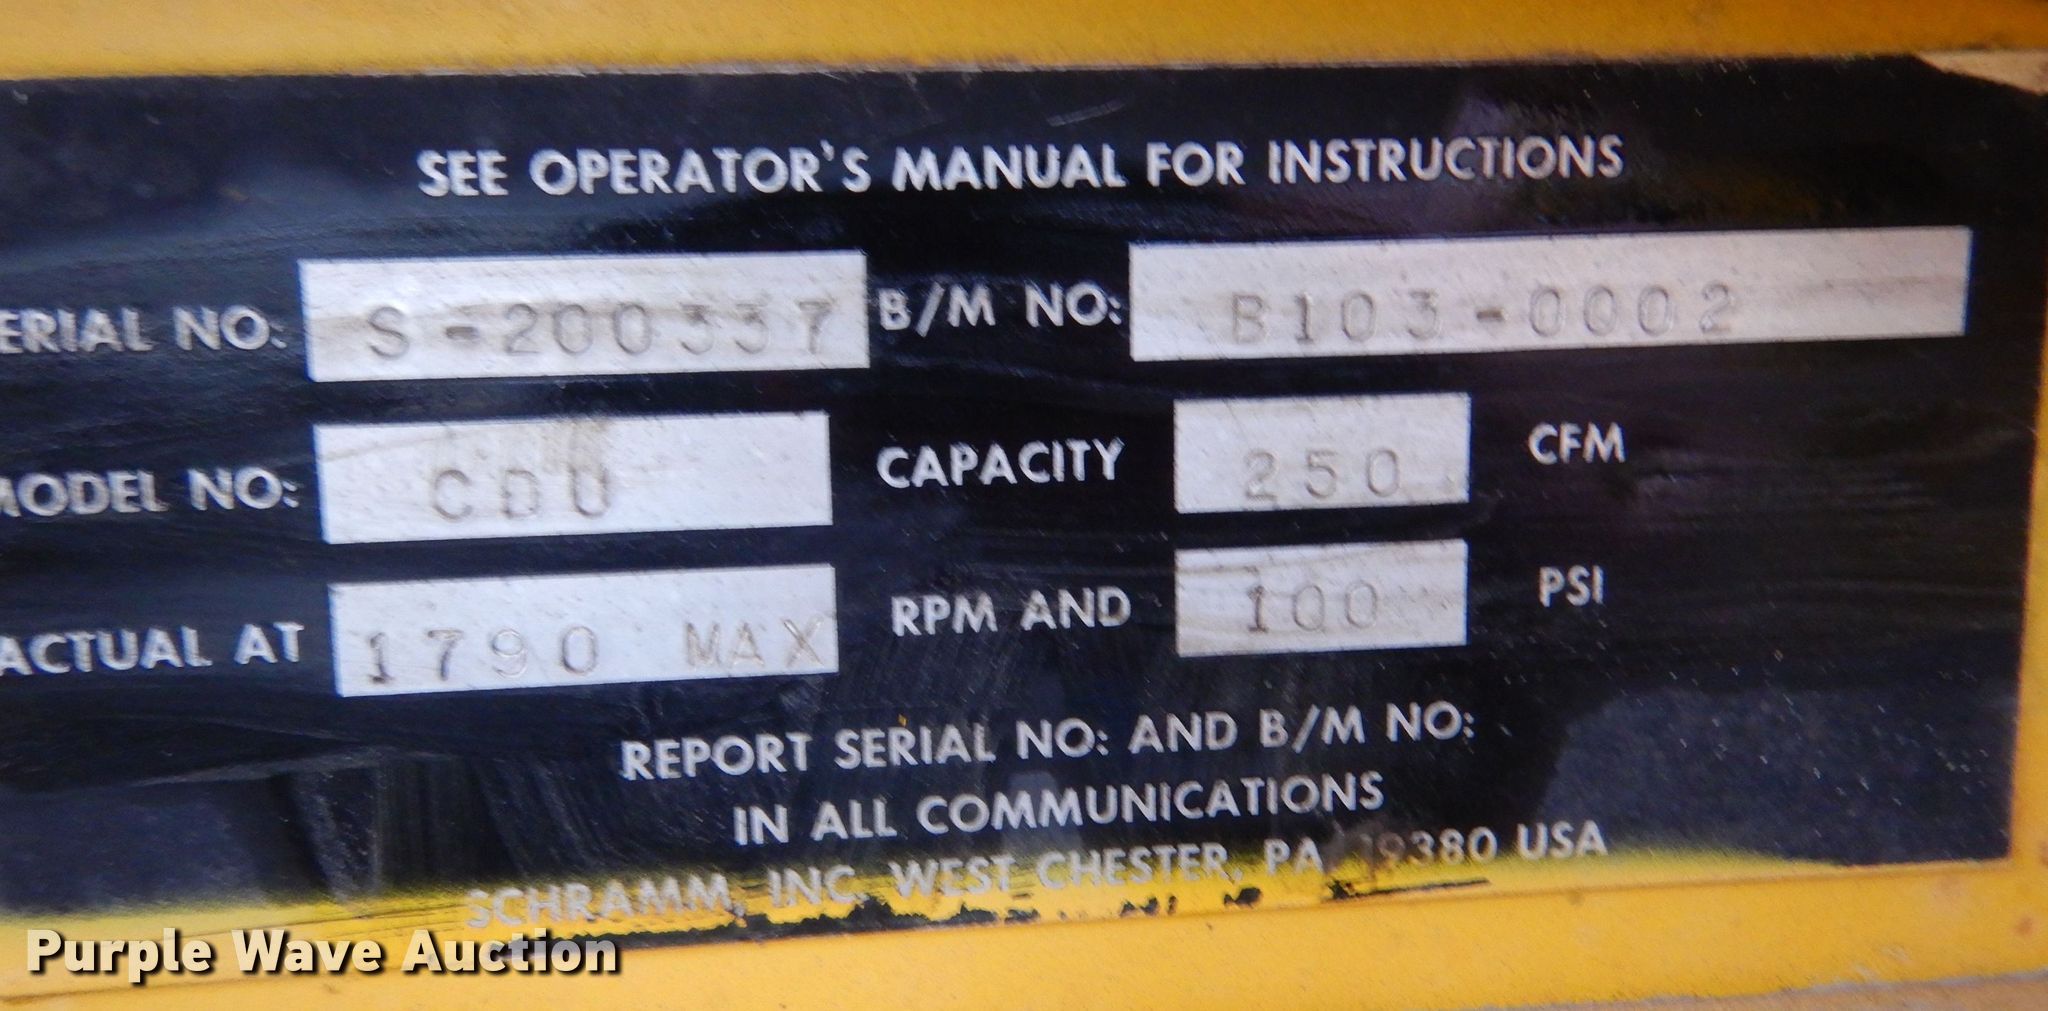 SEE OPERATOR'S MANUAL FOR INSTRUCTIONS
ERIAL NO: S-200337 B/M NO: B103-0002
MODEL NO: CDU CAPACITY 250 CFM
ACTUAL AT 1790 MAX RPM AND 100 PSI
REPORT SERIAL NO: AND B/M NO:
IN ALL COMMUNICATIONS
SCHRAMM, INC. WEST CHESTER, PA. 19380 USA
Purple Wave Auction